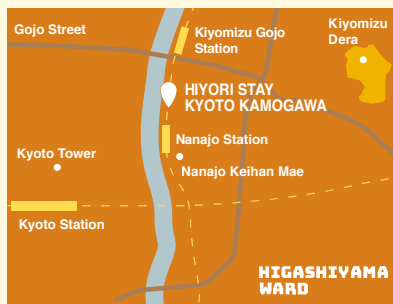 Gojo Street
Kiyomizu Gojo
Station
Kiyomizu
Dera
HIYORI STAY
KYOTO KAMOGAWA
Nanajo Station
Kyoto Tower
Nanajo Keihan Mae
Kyoto Station
HIGASHIYAMA
WARD